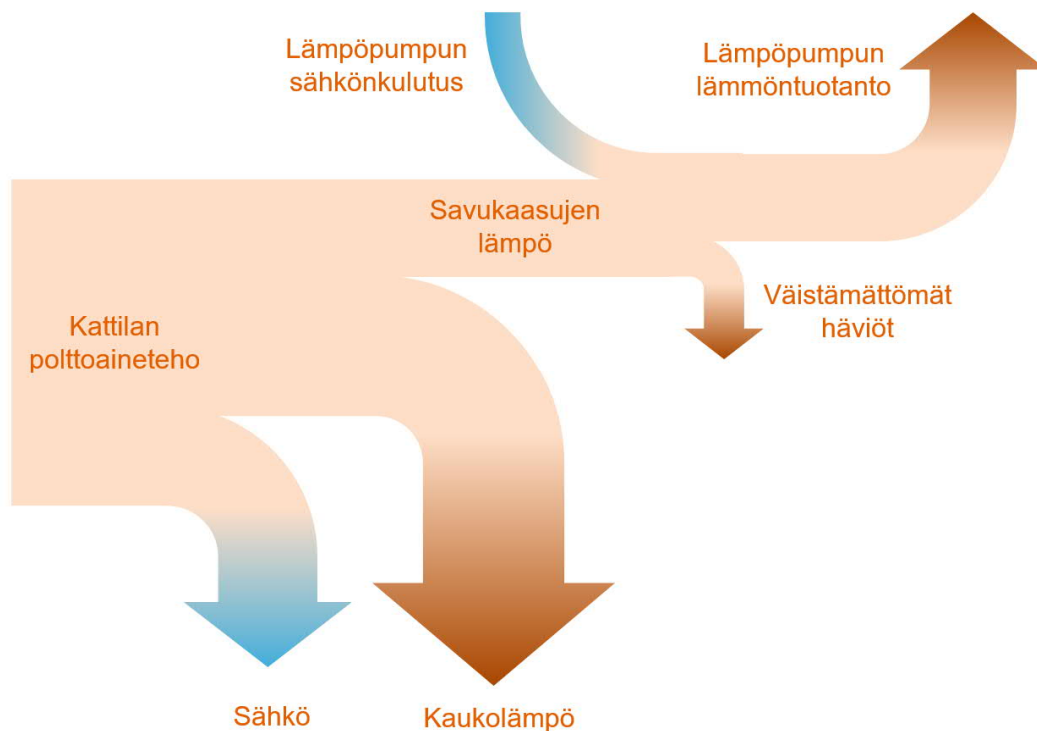 Lämpöpumpun
sähkönkulutus
Lämpöpumpun
lämmöntuotanto
Savukaasujen
lämpö
Väistämättömät
häviöt
Kattilan
polttoaineteho
Sähkö
Kaukolämpö